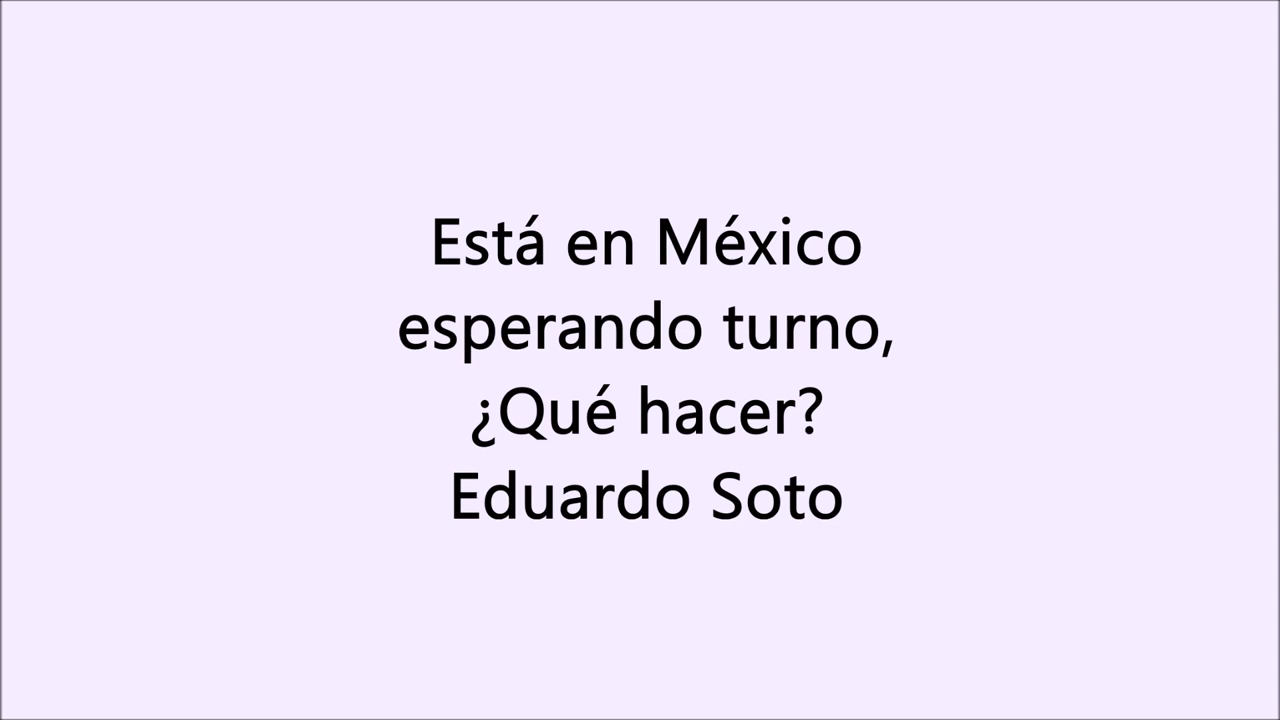 Está en México
esperando turno,
¿Qué hacer?
Eduardo Soto